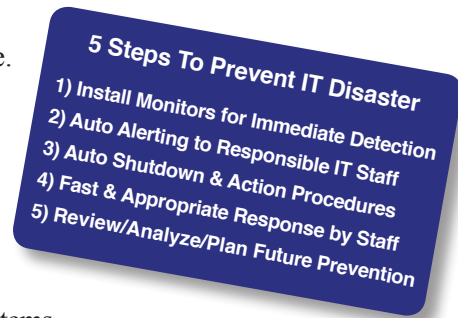 e.
5 Steps To Prevent IT Disaster
1) Install Monitors for Immediate Detection
2) Auto Alerting to Responsible IT Staff
3) Auto Shutdown & Action Procedures
4) Fast & Appropriate Response by Staff
5) Review/Analyze/Plan Future Prevention